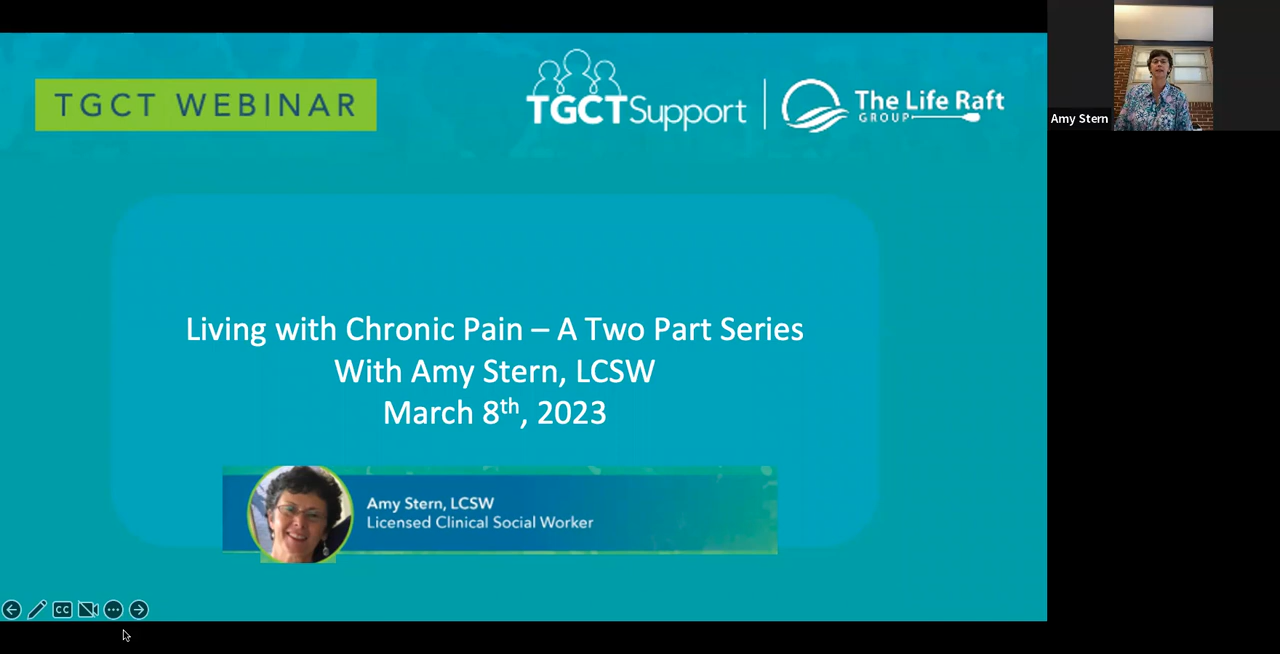 TGCT WEBINAR
TGCTSupport
The Life Raft
GROUP
Amy Stern
Living with Chronic Pain – A Two Part Series
With Amy Stern, LCSW
March 8th, 2023
Amy Stern, LCSW
Licensed Clinical Social Worker
CC